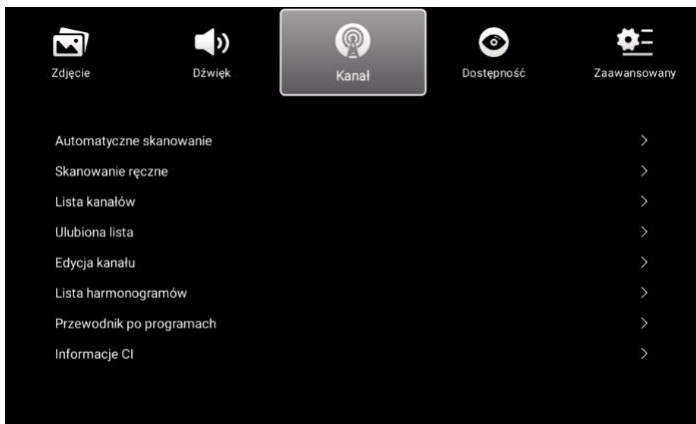 Zdjęcie
Dźwięk
Kanał
Dostępność
Zaawansowany
Automatyczne skanowanie
Skanowanie ręczne
Lista kanałów
Ulubiona lista
Edycja kanału
Lista harmonogramów
Przewodnik po programach
Informacje CI